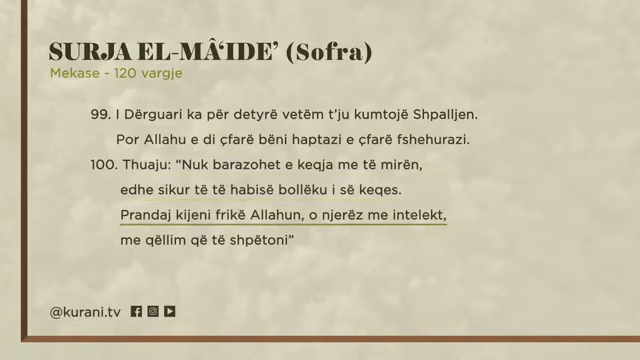 SURJA EL-MÂ‘IDE’ (Sofra)
Mekase - 120 vargje
99. I Dërguari ka për detyrë vetëm t’ju kumtojë Shpalljen.
Por Allahu e di çfarë bëni haptazi e çfarë fshehurazi.
100. Thuaju: “Nuk barazohet e keqja me të mirën,
edhe sikur të të habisë bollëku i së keqes.
Prandaj kijeni frikë Allahun, o njerëz me intelekt,
me qëllim që të shpëtoni”
@kurani.tv